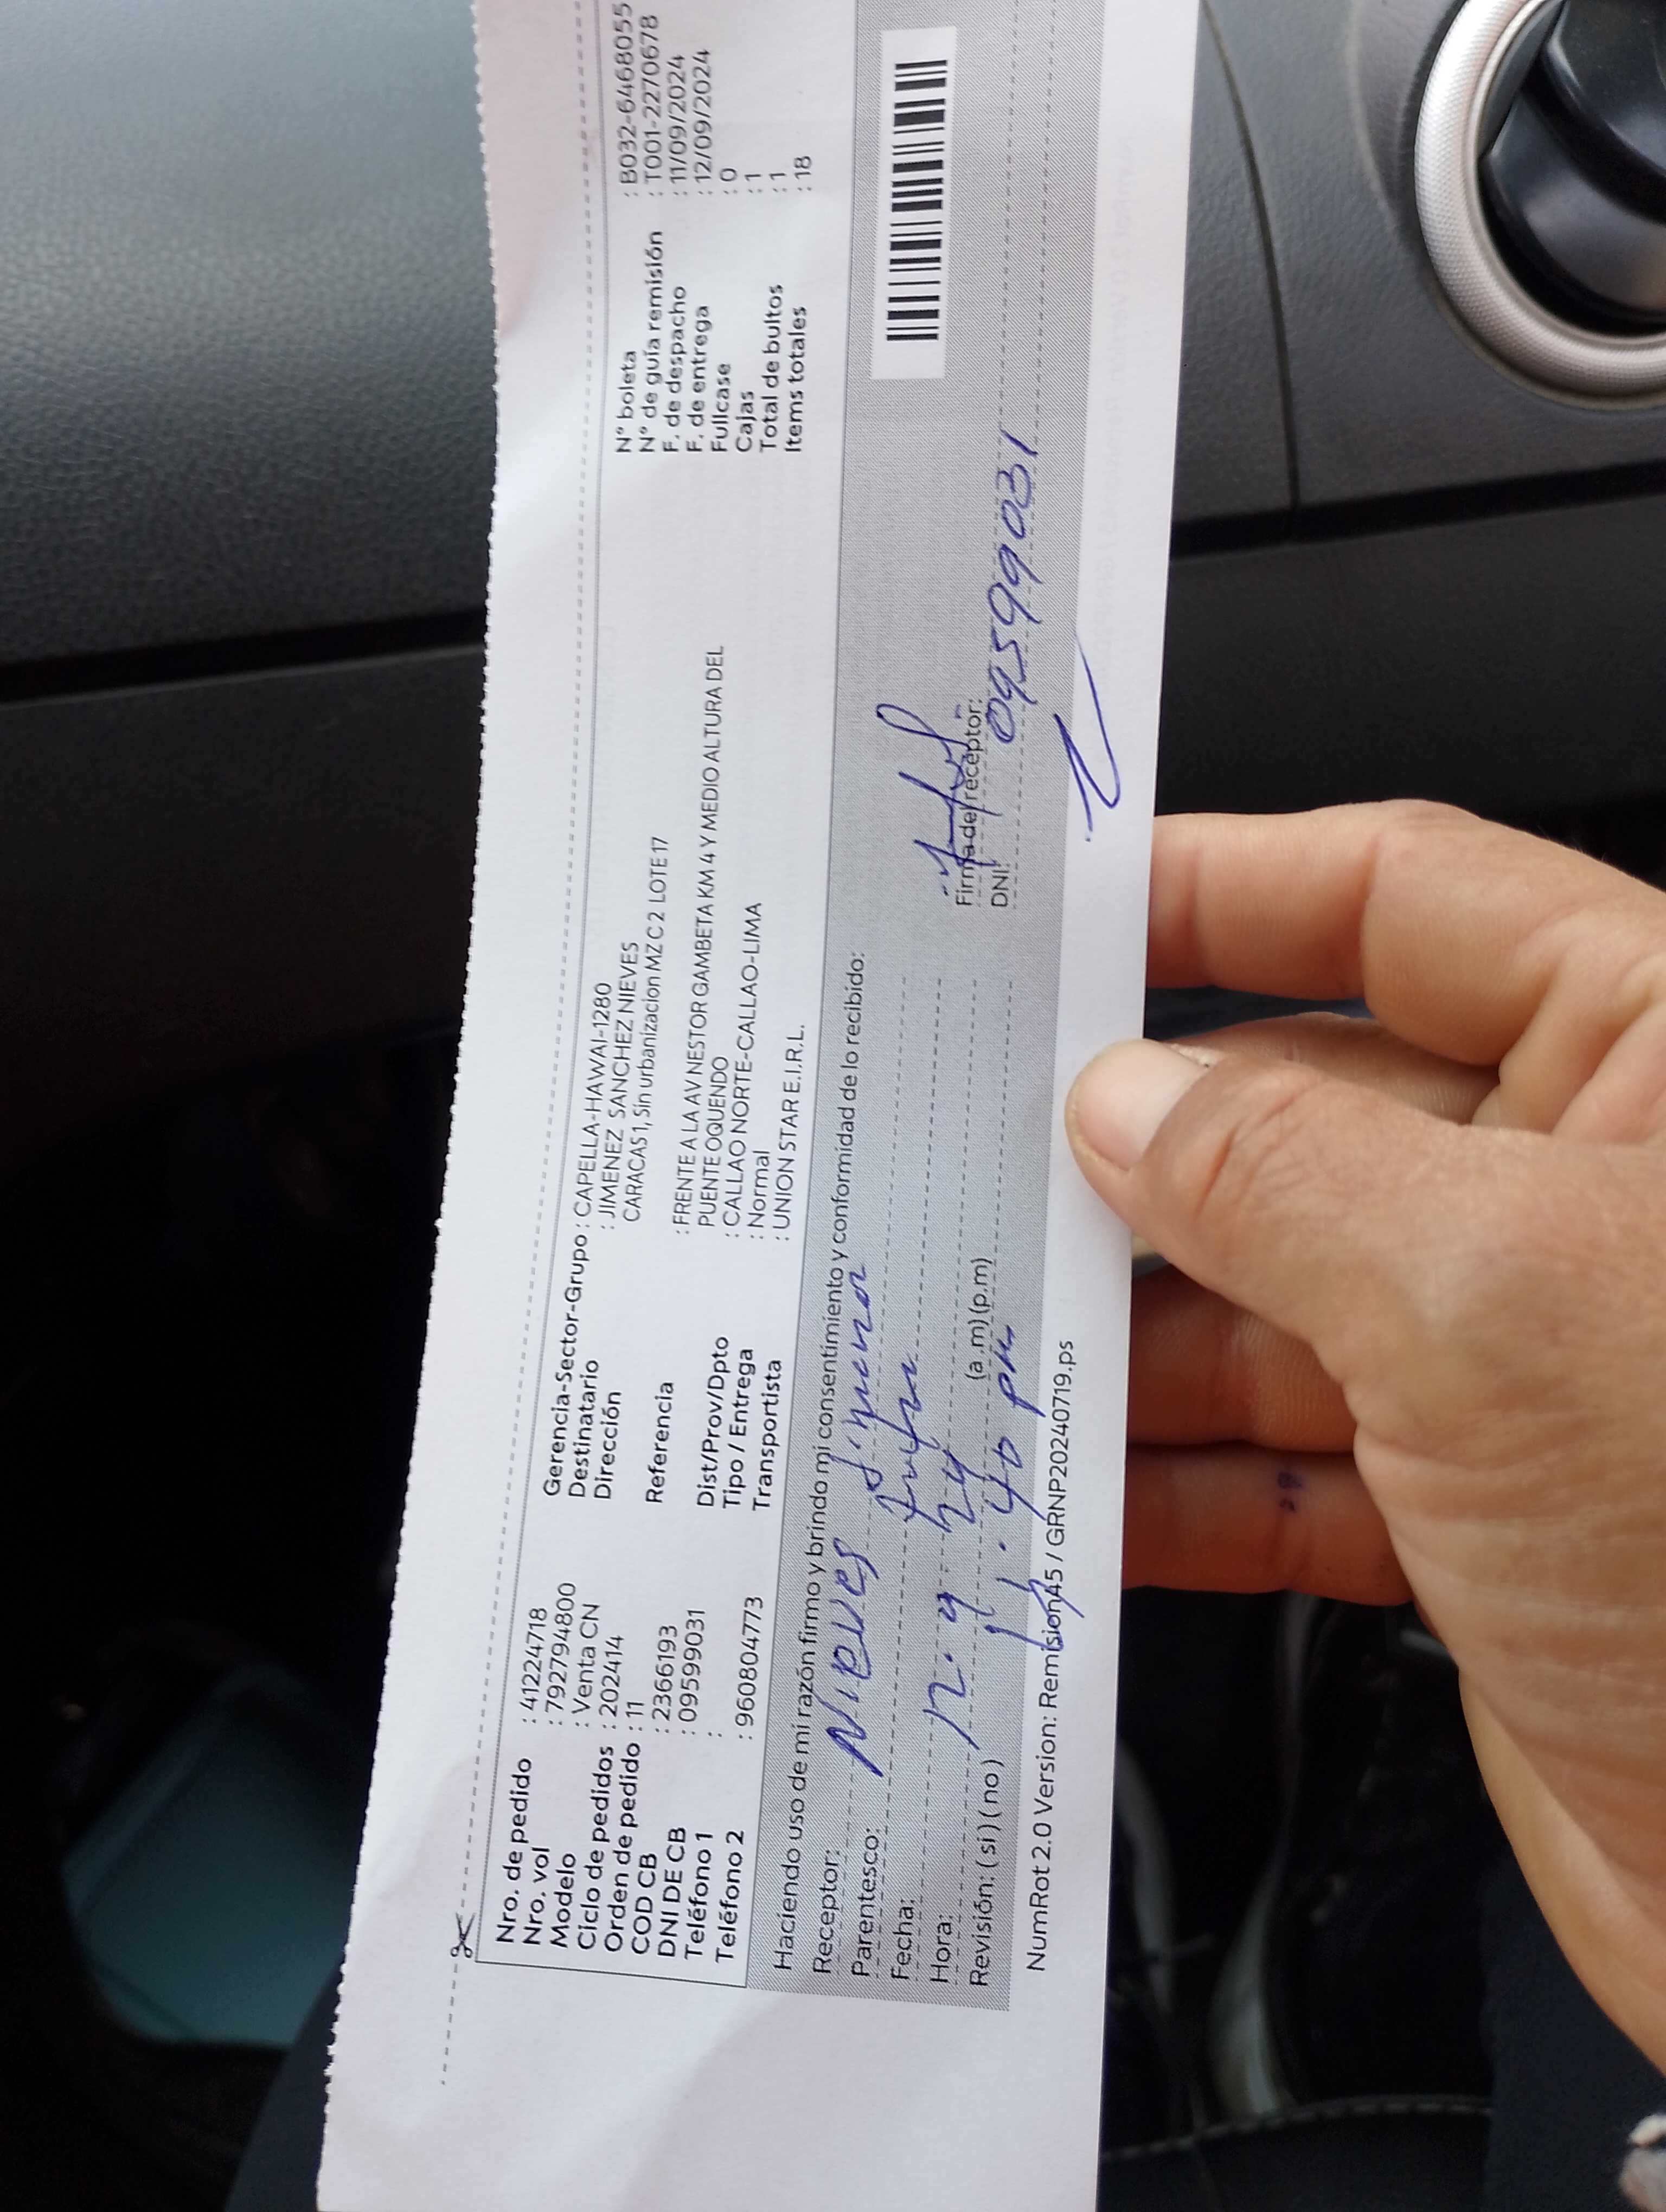 Nro. de pedido : 41224718
Nro. vol : 792794800
Modelo : Venta CN
Ciclo de pedidos : 202414
Orden de pedido : 11
COD CB : 2366193
DNI DE CB : 09599031
Teléfono 1 :
Teléfono 2 : 960804773
Gerencia-Sector-Grupo : CAPELLA-HAWAI-1280
Destinatario : JIMENEZ SANCHEZ NIEVES
Dirección CARACAS 1, Sin urbanizacion MZ C 2 LOTE 17
Referencia : FRENTE A LA AV NESTOR GAMBETA KM 4 Y MEDIO ALTURA DEL
PUENTE OQUENDO
Dist/Prov/Dpto : CALLAO NORTE-CALLAO-LIMA
Tipo / Entrega : Normal
Transportista : UNION STAR E.I.R.L.
N° boleta : B032-6468055
N° de guía remisión : T001-2270678
F. de despacho : 11/09/2024
F. de entrega : 12/09/2024
Fullcase : 0
Cajas : 1
Total de bultos : 1
Items totales : 18
Haciendo uso de mi razón firmo y brindo mi consentimiento y conformidad de lo recibido:
Receptor: Nieves Jimenez
Parentesco:
Fecha: 12. 9 24
Hora: 1:40 pm (a.m) (p.m)
Revisión: (si) (no)
Firma del receptor:
DNI: 09599031
NumRot 2.0 Version: RemisionA5 / GRNP20240719.ps